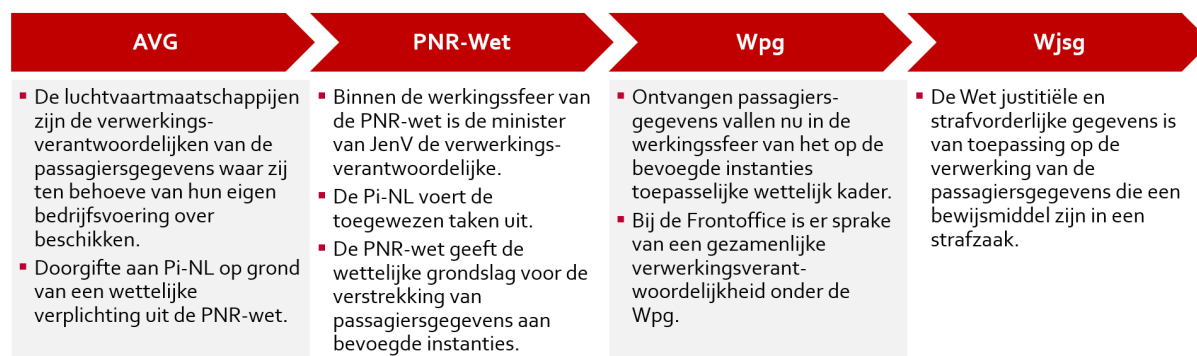 AVG
PNR-Wet
Wpg
Wjsg
▪ De luchtvaartmaatschappijen
zijn de verwerkings-
verantwoordelijken van de
passagiersgegevens waar zij
ten behoeve van hun eigen
bedrijfsvoering over
beschikken.
▪ Doorgifte aan Pi-NL op grond
van een wettelijke
verplichting uit de PNR-wet.
▪ Binnen de werkingssfeer van
de PNR-wet is de minister
van JenV de verwerkings-
verantwoordelijke.
▪ De Pi-NL voert de
toegewezen taken uit.
▪ De PNR-wet geeft de
wettelijke grondslag voor de
verstrekking van
passagiersgegevens aan
bevoegde instanties.
▪ Ontvangen passagiers-
gegevens vallen nu in de
werkingssfeer van het op de
bevoegde instanties
toepasselijke wettelijk kader.
▪ Bij de Frontoffice is er sprake
van een gezamenlijke
verwerkingsverant-
woordelijkheid onder de
Wpg.
▪ De Wet justitiële en
strafvorderlijke gegevens is
van toepassing op de
verwerking van de
passagiersgegevens die een
bewijsmiddel zijn in een
strafzaak.